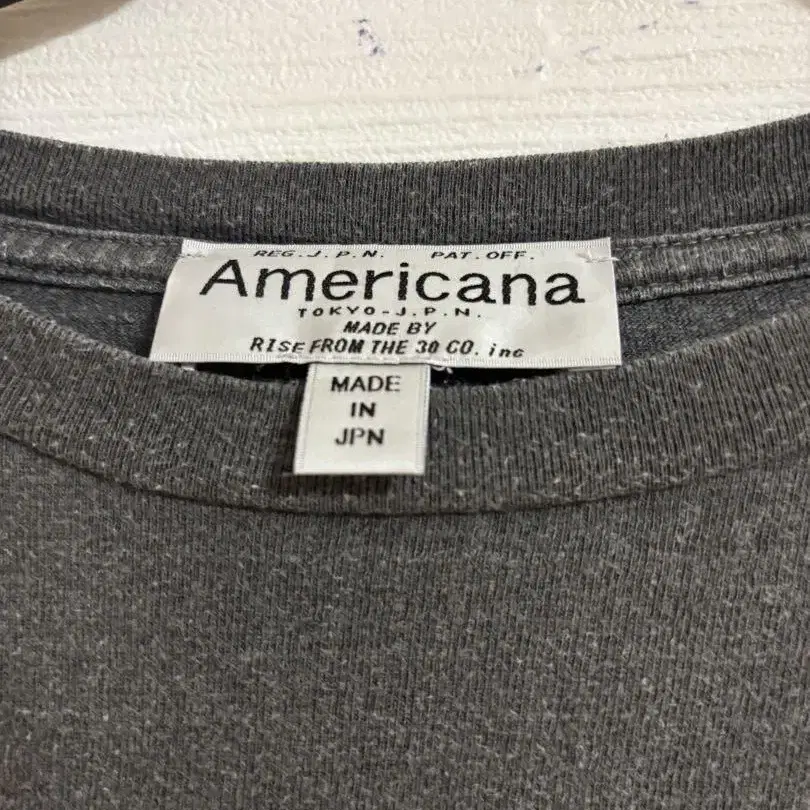 REG. J. P. N. PAT. OFF.
Americana
TOKYO-J.P.N.
MADE BY
RISE FROM THE 30 CO. inc
MADE
IN
JPN